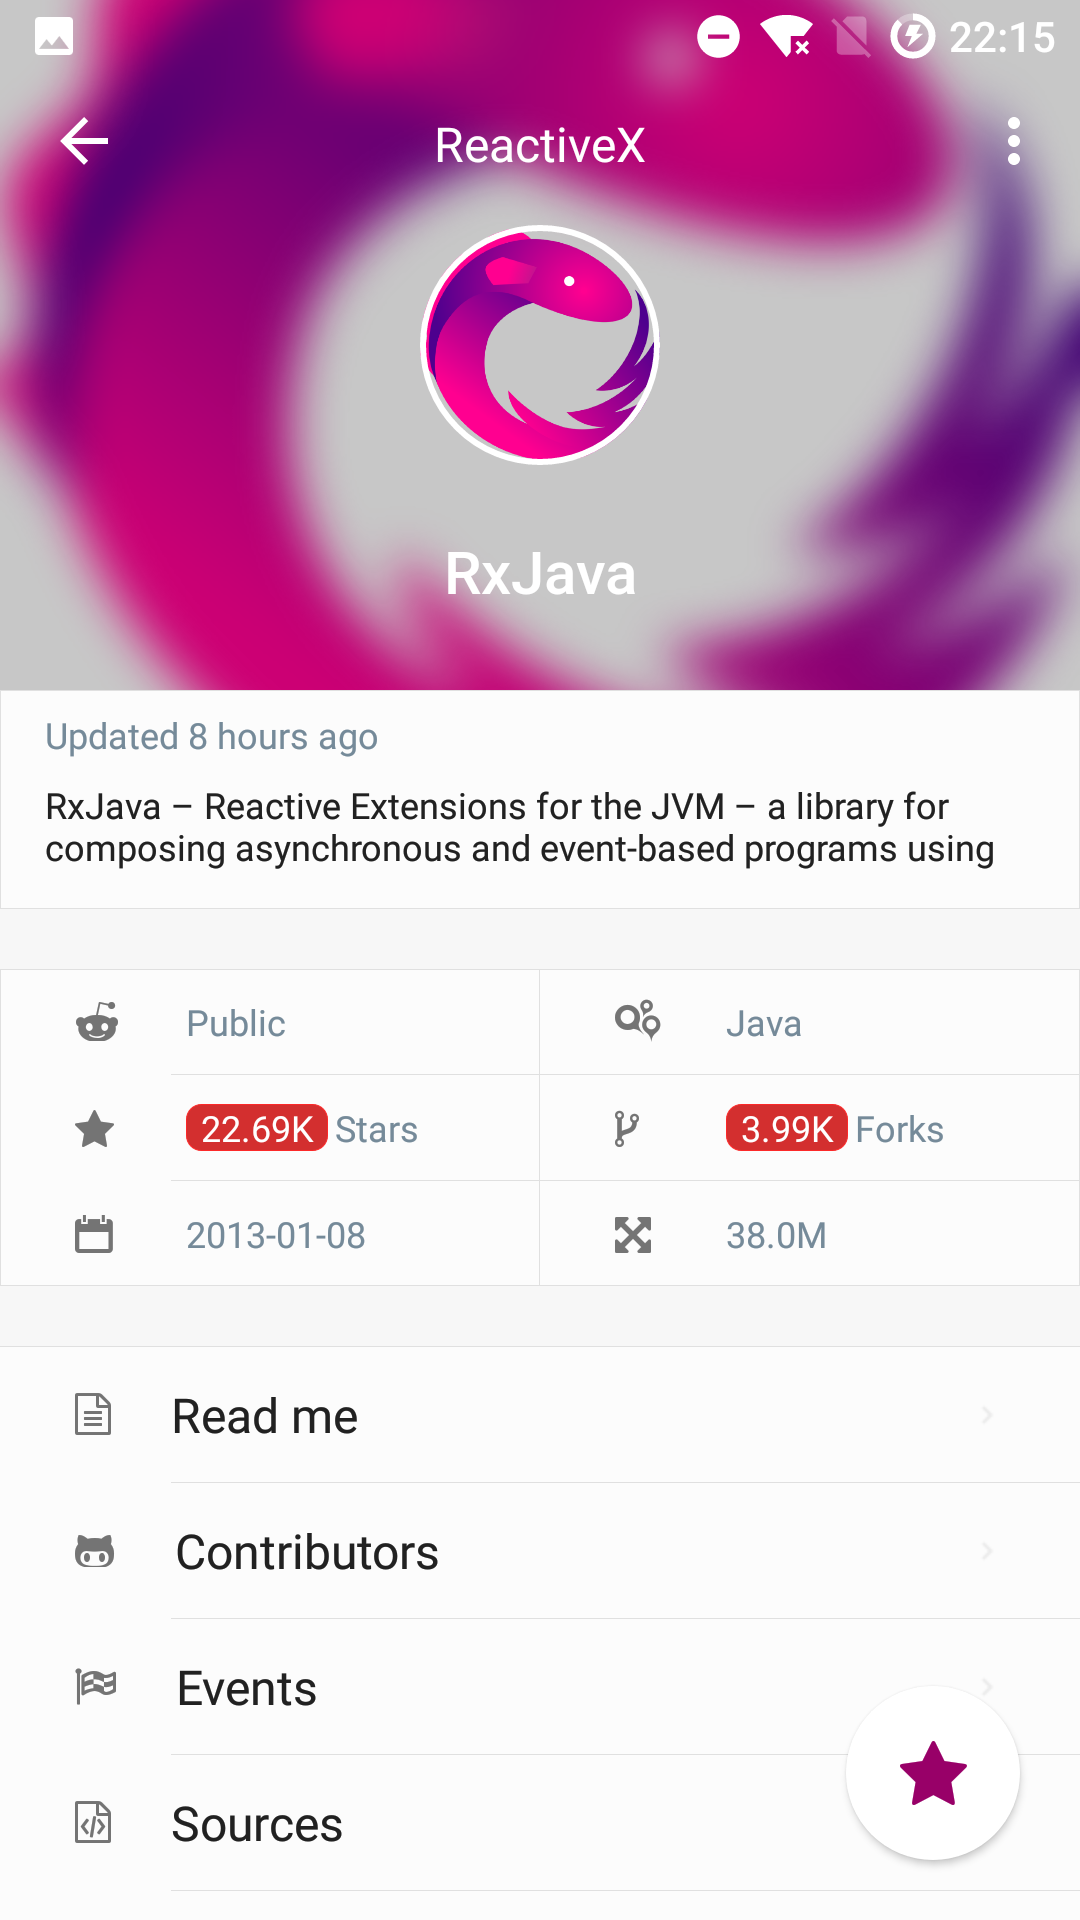 22:15
ReactiveX
RxJava
Updated 8 hours ago
RxJava – Reactive Extensions for the JVM – a library for
composing asynchronous and event-based programs using
Public
Java
22.69K Stars
3.99K Forks
2013-01-08
38.0M
Read me
Contributors
Events
Sources